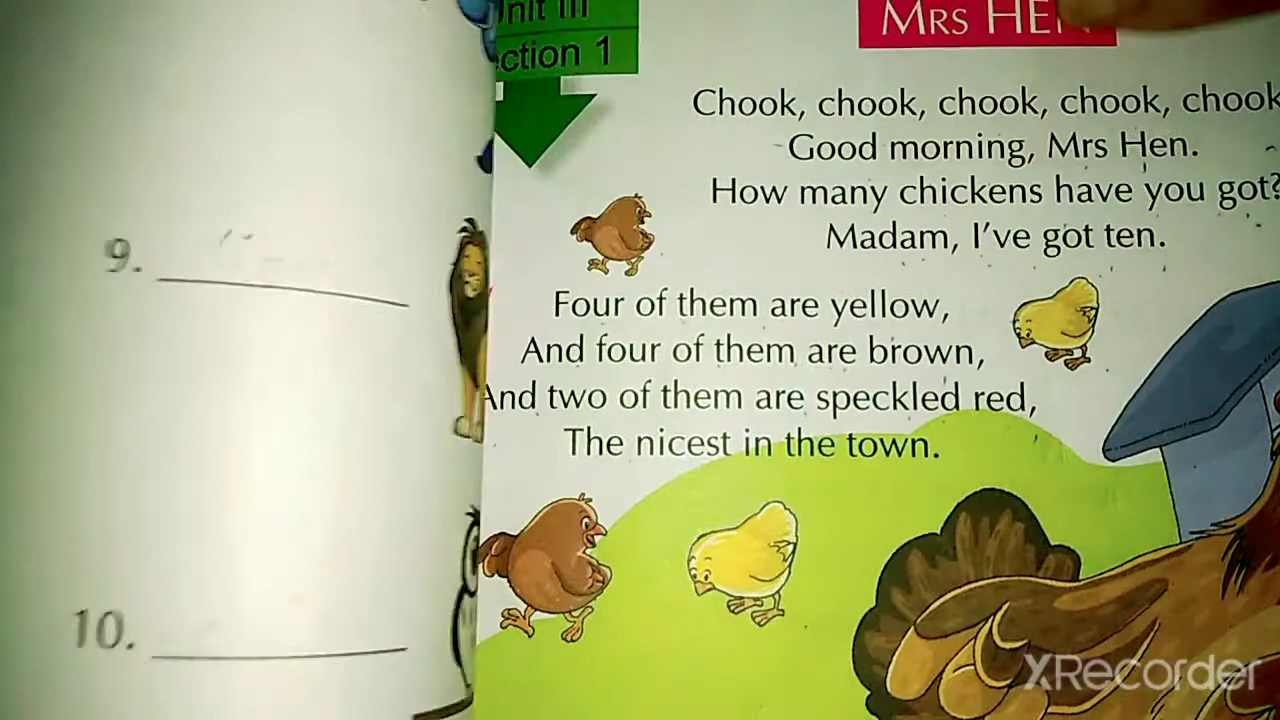 9.
10.
Unit III
ction 1
MRS HE
Chook, chook, chook, chook, chook
Good morning, Mrs Hen.
How many chickens have you got?
Madam, I've got ten.
Four of them are yellow,
And four of them are brown,
And two of them are speckled red,
The nicest in the town.
XRecorder